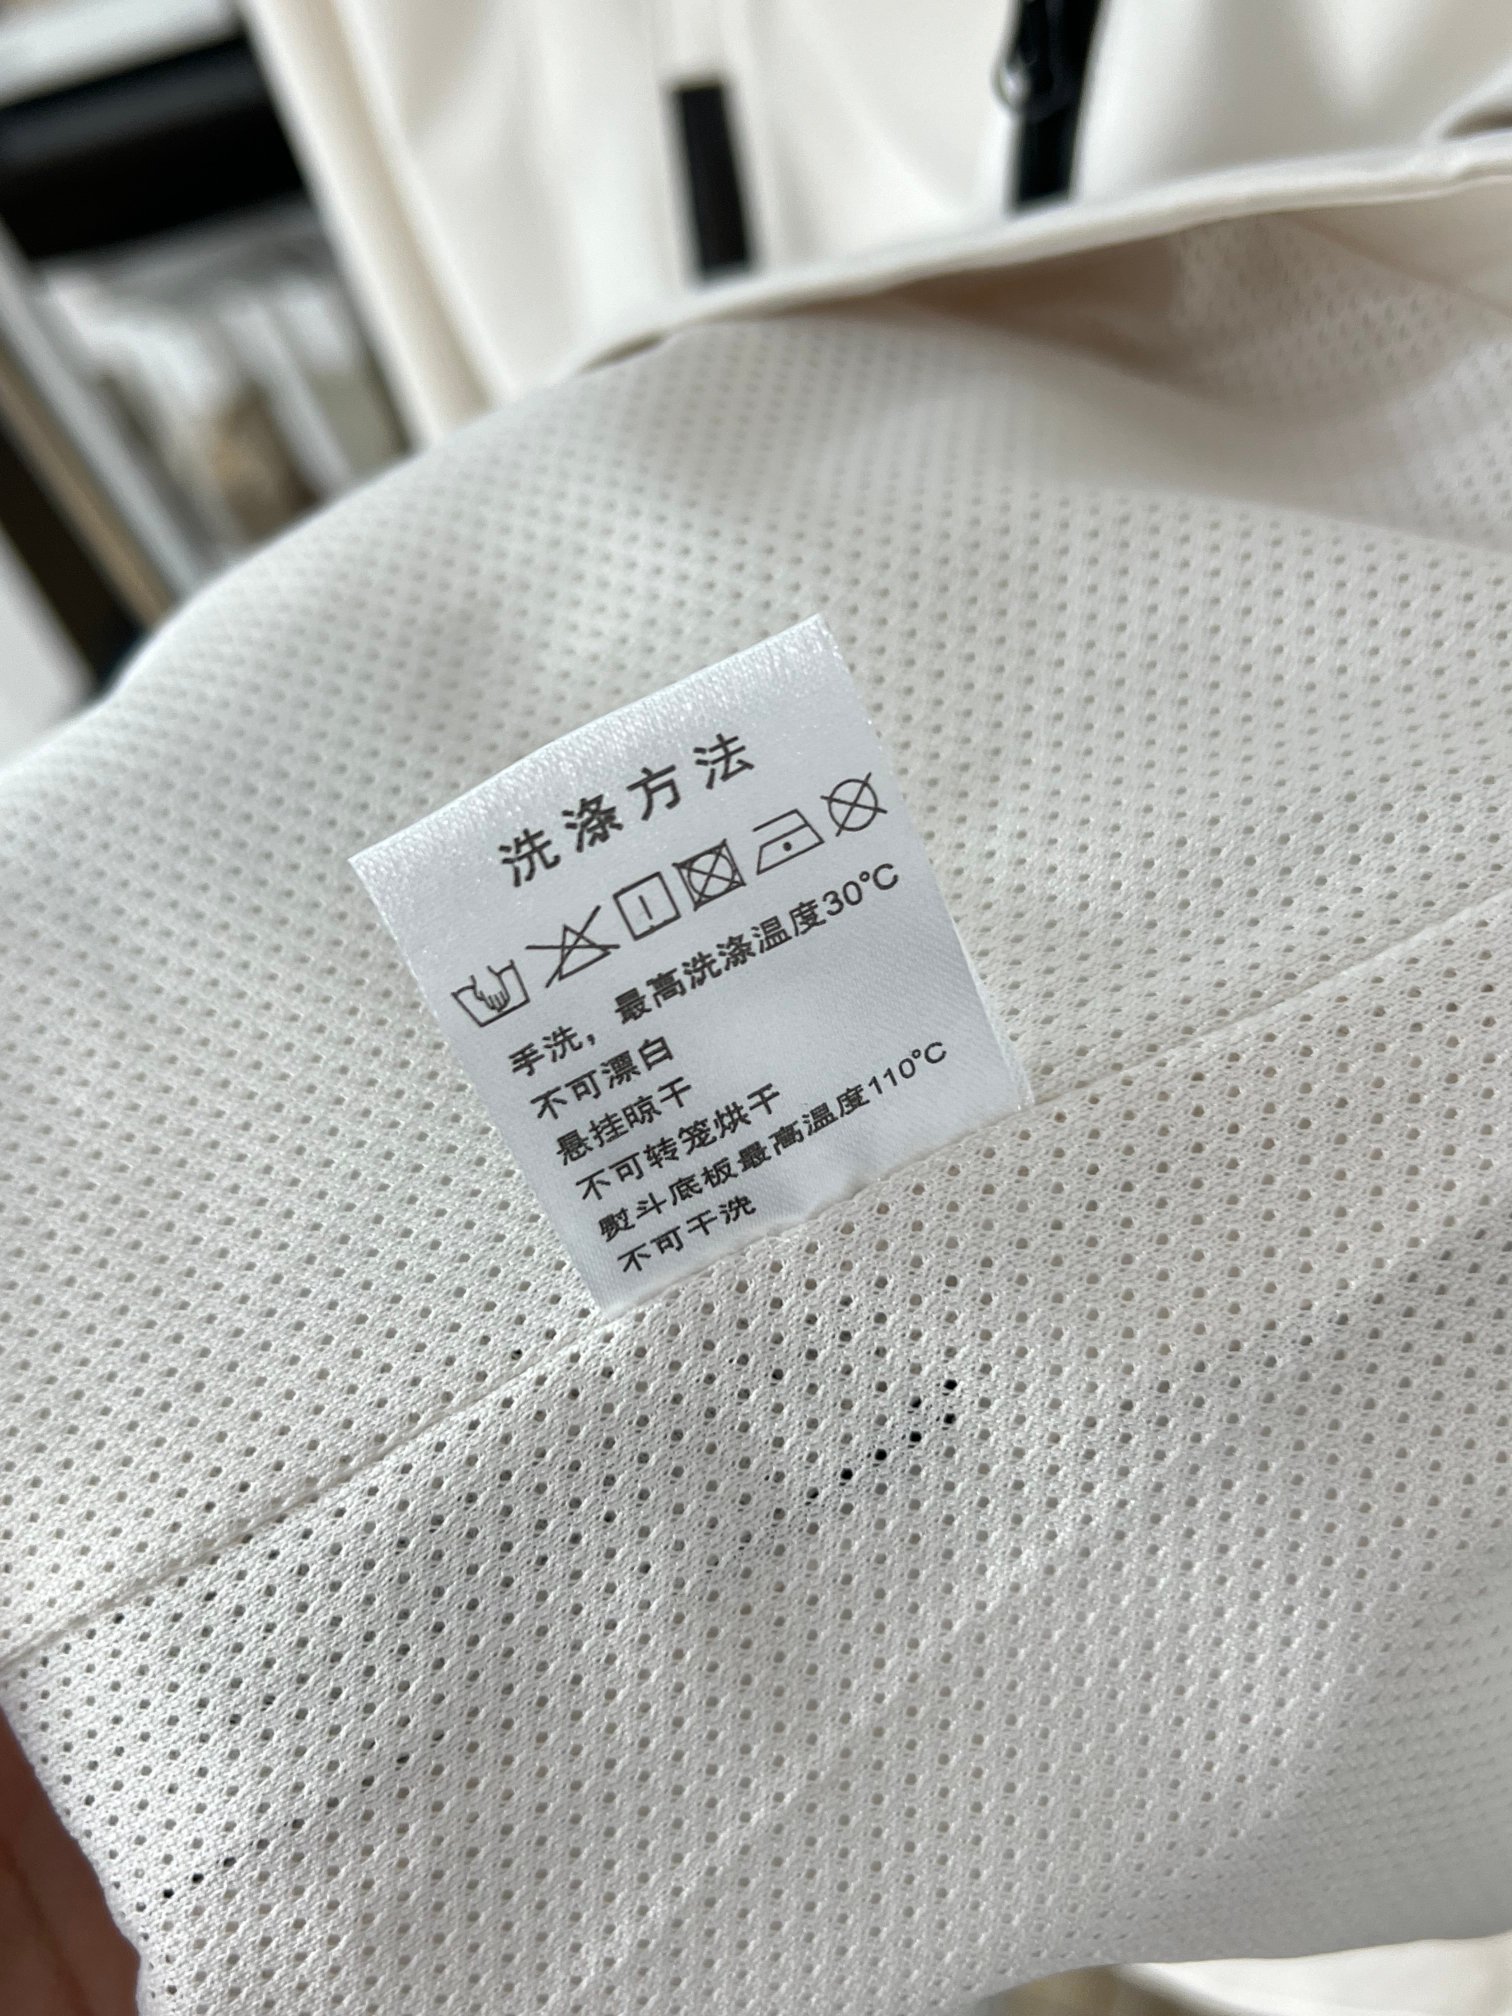 洗涤方法
手洗，最高洗涤温度30℃
不可漂白
悬挂晾干
不可转笼烘干
熨斗底板最高温度110℃
不可干洗